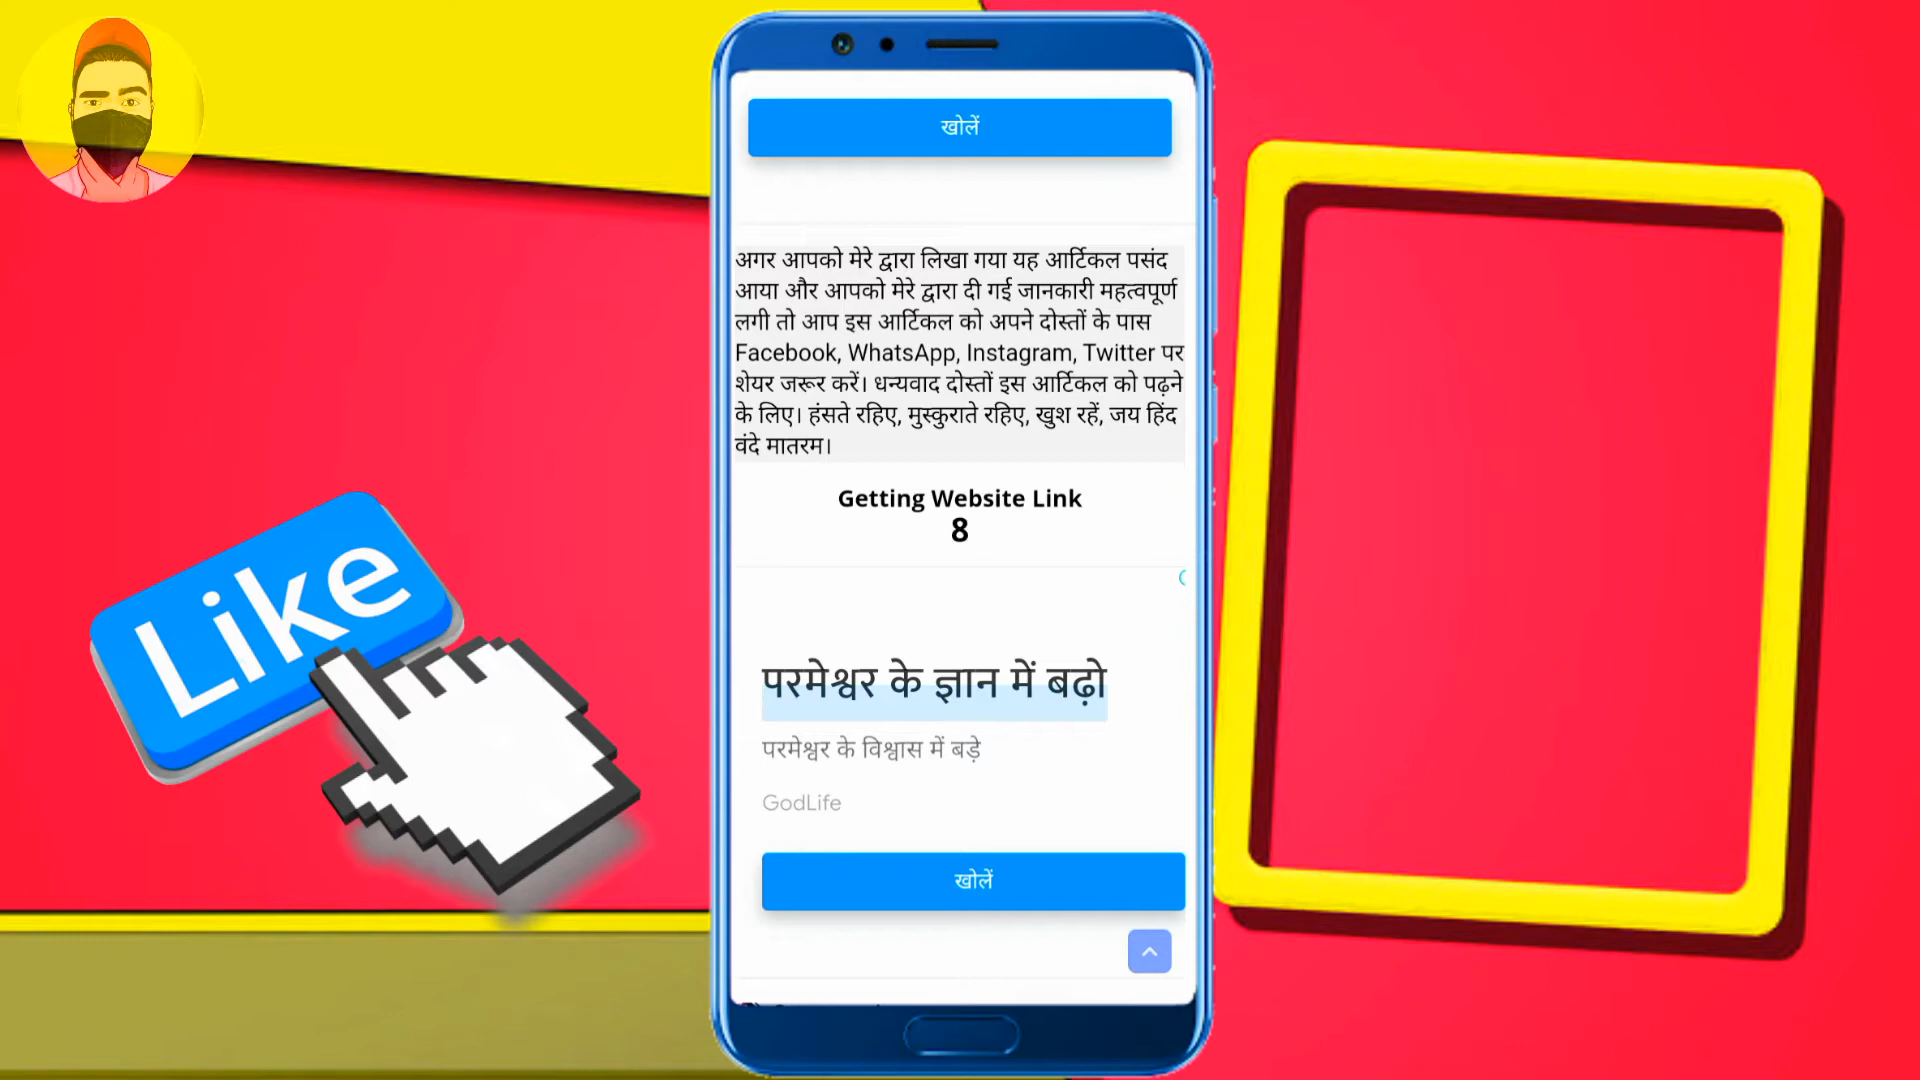 खोलें
अगर आपको मेरे द्वारा लिखा गया यह आर्टिकल पसंद
आया और आपको मेरे द्वारा दी गई जानकारी महत्वपूर्ण
लगी तो आप इस आर्टिकल को अपने दोस्तों के पास
Facebook, WhatsApp, Instagram, Twitter पर
शेयर जरूर करें। धन्यवाद दोस्तों इस आर्टिकल को पढ़ने
के लिए। हंसते रहिए, मुस्कुराते रहिए, खुश रहें, जय हिंद
वंदे मातरम।
Getting Website Link
8
Like
परमेश्वर के ज्ञान में बढ़ो
परमेश्वर के विश्वास में बड़े
GodLife
खोलें